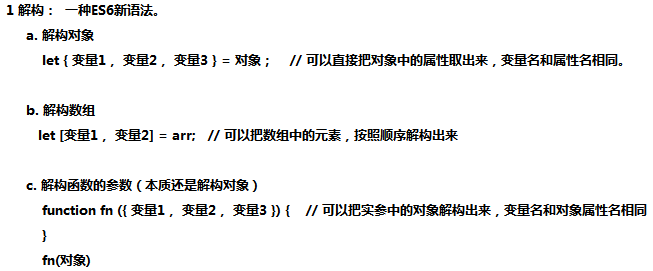 1 解构： 一种ES6新语法。
a. 解构对象
let { 变量1 ，变量2 ，变量3 } = 对象； // 可以直接把对象中的属性取出来，变量名和属性名相同。
b. 解构数组
let [变量1 ，变量2] = arr; // 可以把数组中的元素，按照顺序解构出来
c. 解构函数的参数（本质还是解构对象）
function fn ({ 变量1 ，变量2 ，变量3 }) { // 可以把实参中的对象解构出来，变量名和对象属性名相同
}
fn(对象)